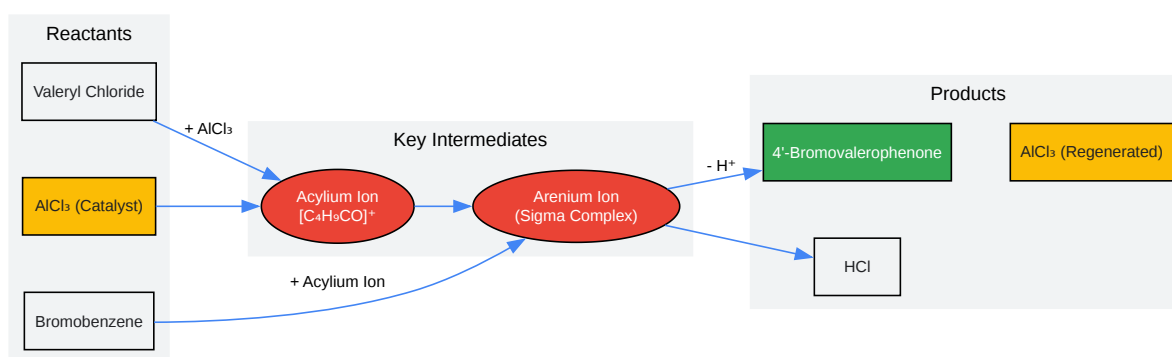 Reactants
Valeryl Chloride
+ AlCl₃
AlCl₃ (Catalyst)
Bromobenzene
+ Acylium Ion
Key Intermediates
Acylium Ion
[C₄H₉CO]⁺
Arenium Ion
(Sigma Complex)
- H⁺
Products
4'-Bromovalerophenone
AlCl₃ (Regenerated)
HCl